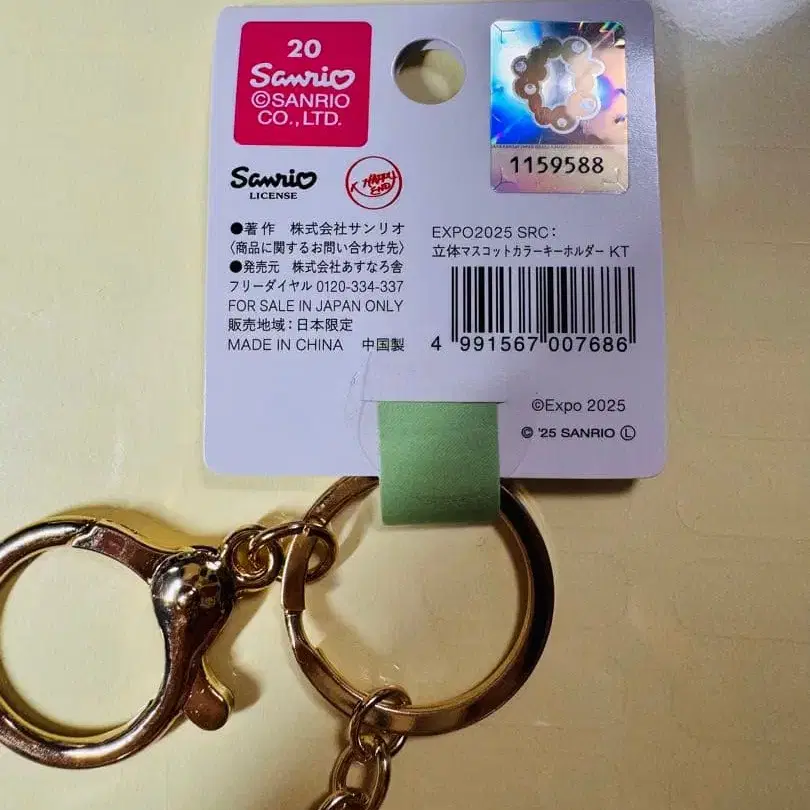 20
Sanrio
©SANRIO
CO.,LTD.
1159588
Sanrio
LICENSE
HAPPY
END
●著作 株式会社サンリオ
〈商品に関するお問い合わせ先〉
●発売元 株式会社あすなろ舎
フリーダイヤル 0120-334-337
FOR SALE IN JAPAN ONLY
販売地域：日本限定
MADE IN CHINA 中国製
EXPO2025 SRC：
立体マスコットカラーキーホルダー KT
4 991567 007686
©Expo 2025
© '25 SANRIO Ⓛ